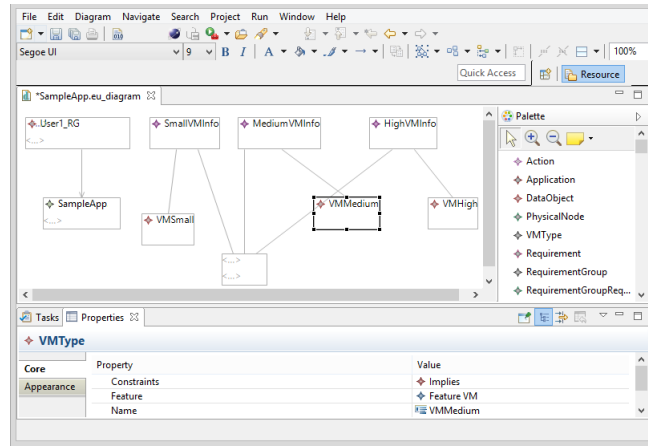 File Edit Diagram Navigate Search Project Run Window Help
010
Segoe UI 9 B I A 100%
Quick Access Resource
*SampleApp.eu_diagram
Palette
..User1_RG
<...>
SmallVMInfo
MediumVMInfo
HighVMInfo
SampleApp
<...>
VMSmall
VMMedium
VMHigh
<...>
<...>
Action
Application
DataObject
PhysicalNode
VMType
Requirement
RequirementGroup
RequirementGroupReq...
Tasks Properties
VMType
Core
Appearance
Property Value
Constraints Implies
Feature Feature VM
Name VMMedium